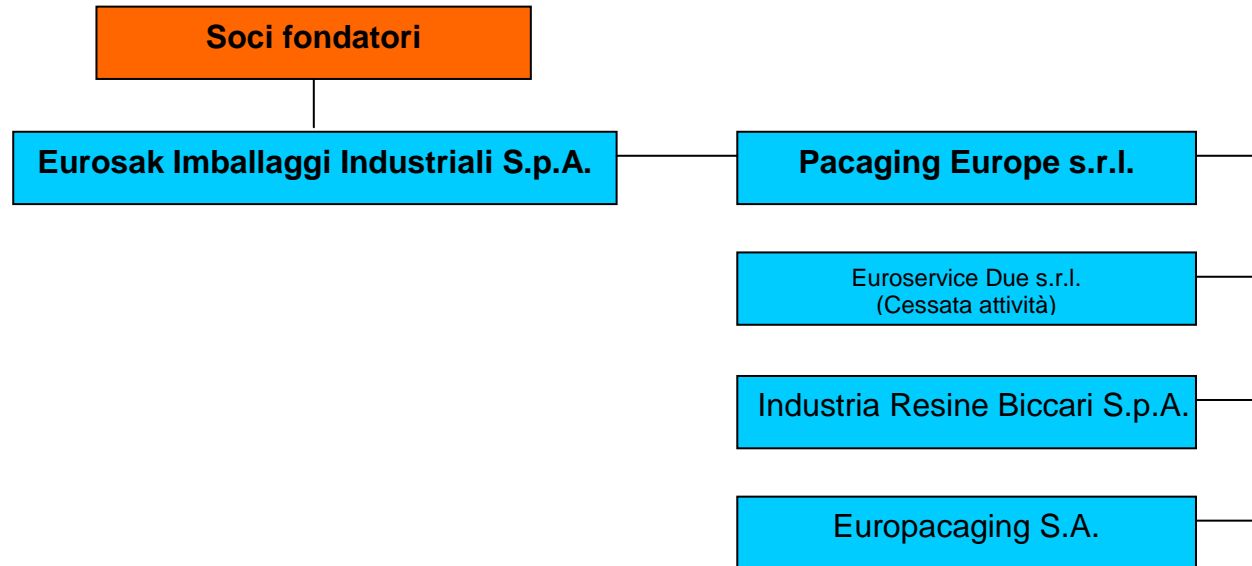 Soci fondatori
Eurosak Imballaggi Industriali S.p.A.
Pacaging Europe s.r.l.
Euroservice Due s.r.l.
(Cessata attività)
Industria Resine Biccari S.p.A.
Europacaging S.A.